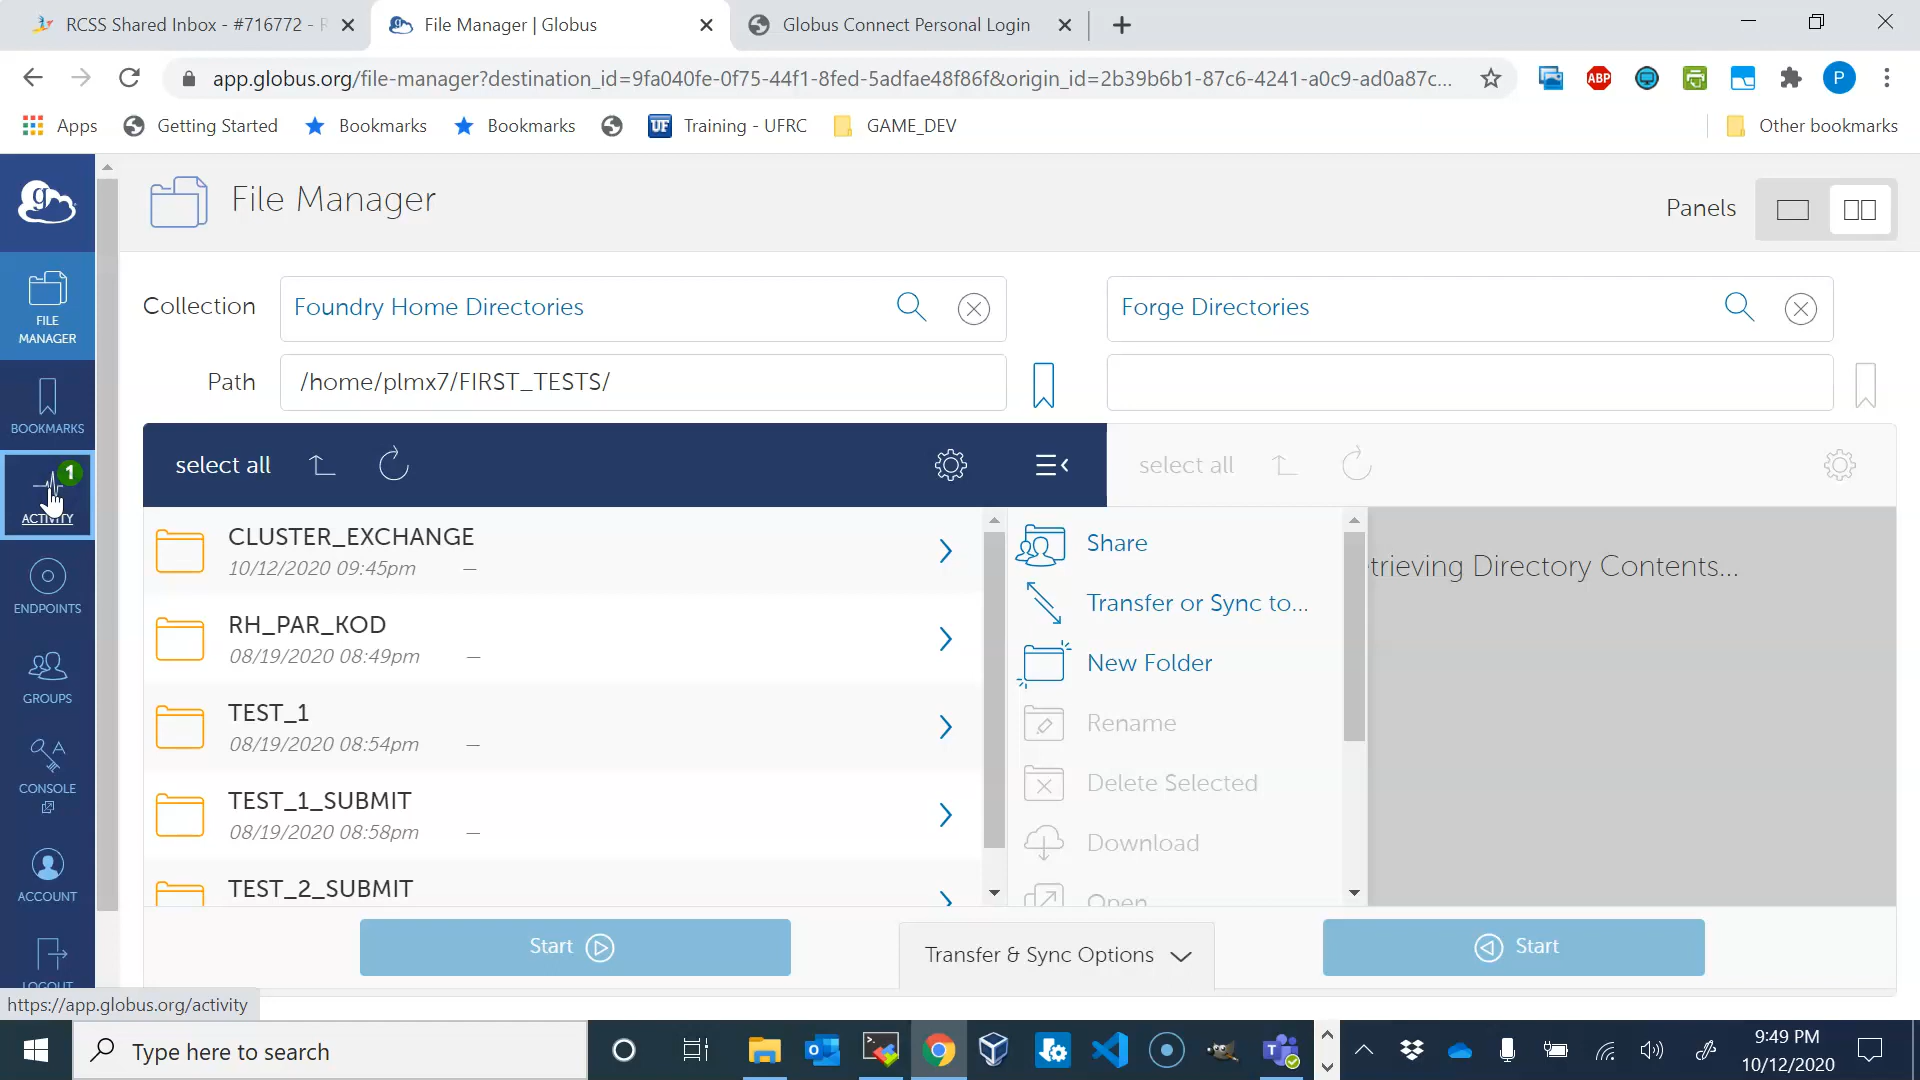 RCSS Shared Inbox - #716772 - R
File Manager | Globus
Globus Connect Personal Login
app.globus.org/file-manager?destination_id=9fa040fe-0f75-44f1-8fed-5adfae48f86f&origin_id=2b39b6b1-87c6-4241-a0c9-ad0a87c...
ABP
P
Apps
Getting Started
Bookmarks
Bookmarks
UF
Training - UFRC
GAME_DEV
Other bookmarks
g
File Manager
Panels
FILE
MANAGER
BOOKMARKS
1
ACTIVITY
ENDPOINTS
GROUPS
CONSOLE
ACCOUNT
LOGOUT
Collection
Foundry Home Directories
Forge Directories
Path
/home/plmx7/FIRST_TESTS/
select all
select all
CLUSTER_EXCHANGE
10/12/2020 09:45pm —
RH_PAR_KOD
08/19/2020 08:49pm —
TEST_1
08/19/2020 08:54pm —
TEST_1_SUBMIT
08/19/2020 08:58pm —
TEST_2_SUBMIT
Share
Transfer or Sync to...
New Folder
Rename
Delete Selected
Download
Open
trieving Directory Contents...
Start
Transfer & Sync Options
Start
https://app.globus.org/activity
Type here to search
9:49 PM
10/12/2020